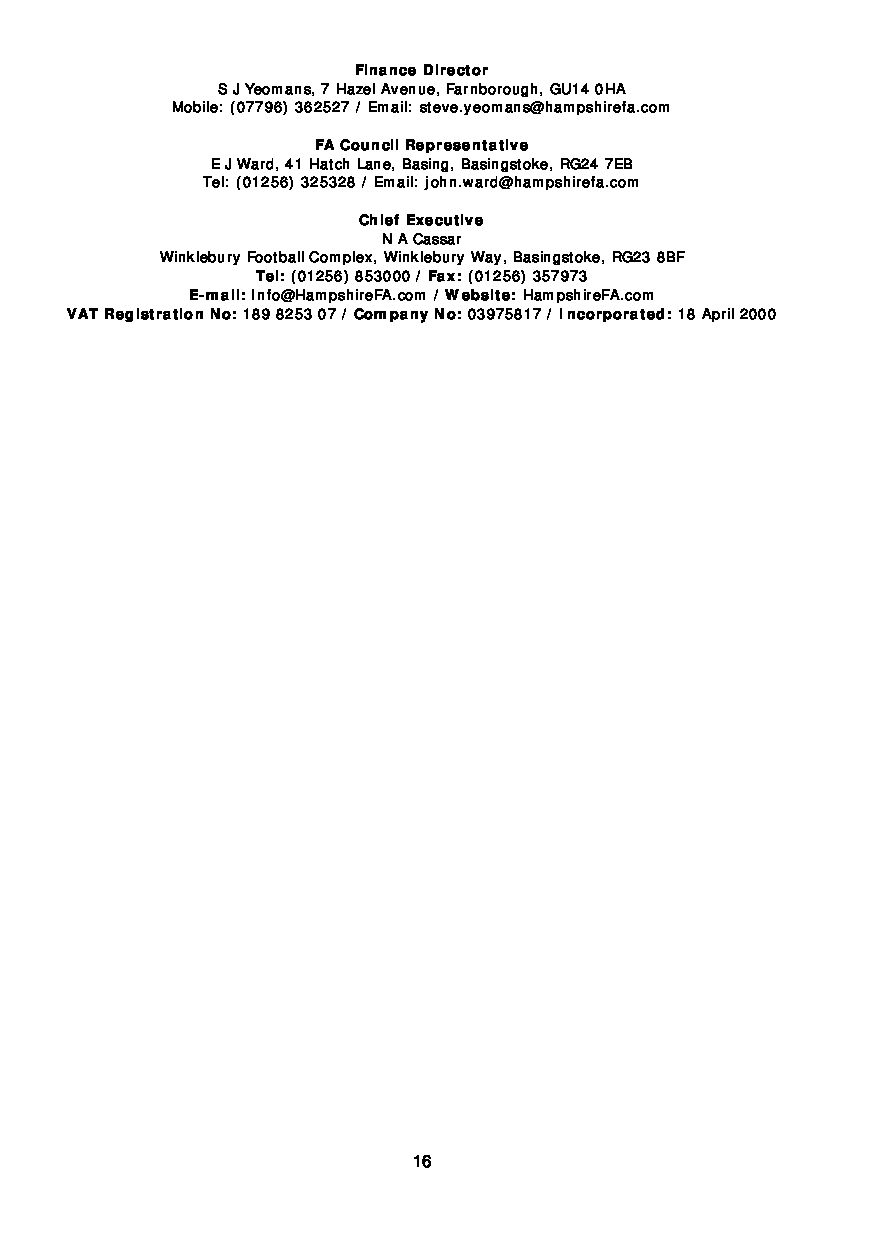 Finance Director
S J Yeomans, 7 Hazel Avenue, Farnborough, GU14 0HA
Mobile: (07796) 362527 / Email: steve.yeomans@hampshirefa.com
FA Council Representative
E J Ward, 41 Hatch Lane, Basing, Basingstoke, RG24 7EB
Tel: (01256) 325328 / Email: john.ward@hampshirefa.com
Chief Executive
N A Cassar
Winklebury Football Complex, Winklebury Way, Basingstoke, RG23 8BF
Tel: (01256) 853000 / Fax: (01256) 357973
E-mail: Info@HampshireFA.com / Website: HampshireFA.com
VAT Registration No: 189 8253 07 / Company No: 03975817 / Incorporated: 18 April 2000
16